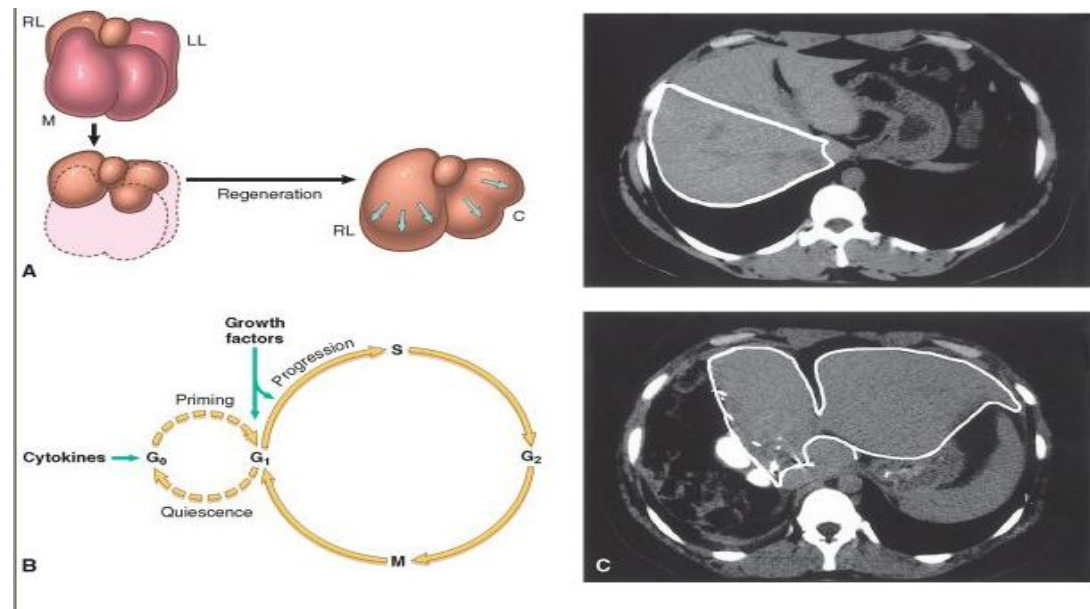 RL
LL
M
Regeneration
RL
C
A
Growth
factors
Progression
S
Priming
Cytokines
G₀
G₁
G₂
Quiescence
M
B
C